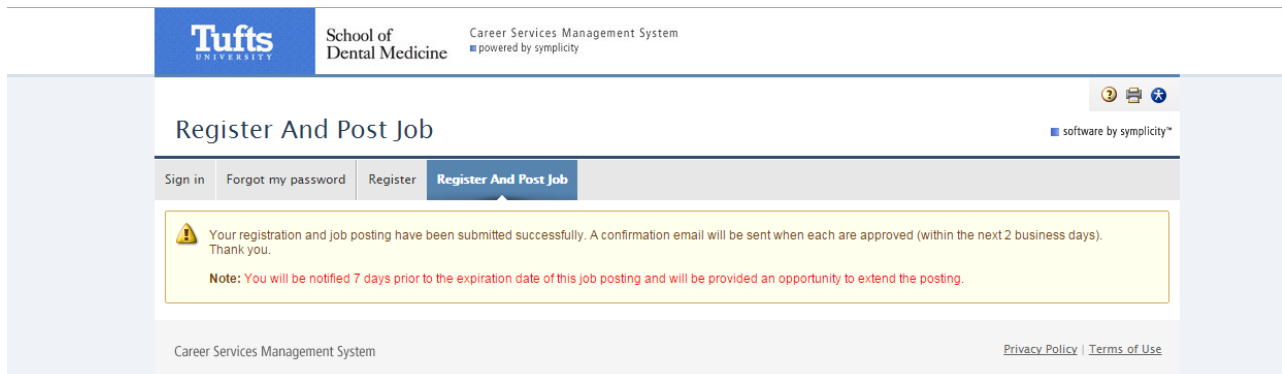 Tufts
UNIVERSITY
School of
Dental Medicine
Career Services Management System
powered by symplicity
Register And Post Job
software by symplicity™
Sign in Forgot my password Register Register And Post Job
Your registration and job posting have been submitted successfully. A confirmation email will be sent when each are approved (within the next 2 business days).
Thank you.
Note: You will be notified 7 days prior to the expiration date of this job posting and will be provided an opportunity to extend the posting.
Career Services Management System
Privacy Policy | Terms of Use